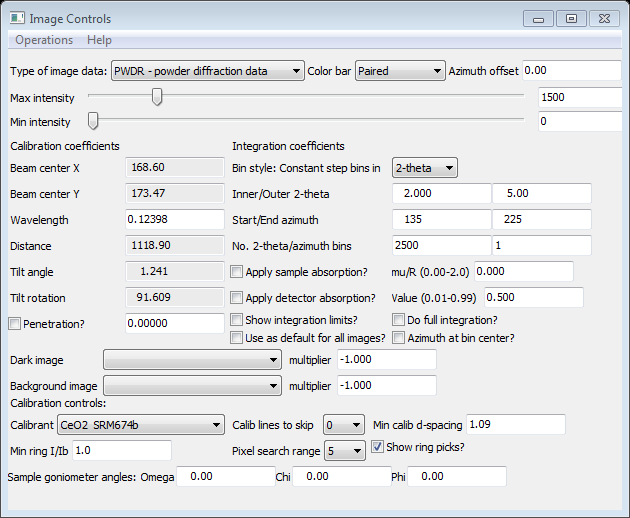 Image Controls
Operations Help
Type of image data: PWDR - powder diffraction data Color bar Paired Azimuth offset 0.00
Max intensity 1500
Min intensity 0
Calibration coefficients Integration coefficients
Beam center X 168.60 Bin style: Constant step bins in 2-theta
Beam center Y 173.47 Inner/Outer 2-theta 2.000 5.00
Wavelength 0.12398 Start/End azimuth 135 225
Distance 1118.90 No. 2-theta/azimuth bins 2500 1
Tilt angle 1.241 Apply sample absorption? mu/R (0.00-2.0) 0.000
Tilt rotation 91.609 Apply detector absorption? Value (0.01-0.99) 0.500
Penetration? 0.00000 Show integration limits? Do full integration?
Use as default for all images? Azimuth at bin center?
Dark image multiplier -1.000
Background image multiplier -1.000
Calibration controls:
Calibrant CeO2 SRM674b Calib lines to skip 0 Min calib d-spacing 1.09
Min ring I/Ib 1.0 Pixel search range 5 Show ring picks?
Sample goniometer angles: Omega 0.00 Chi 0.00 Phi 0.00